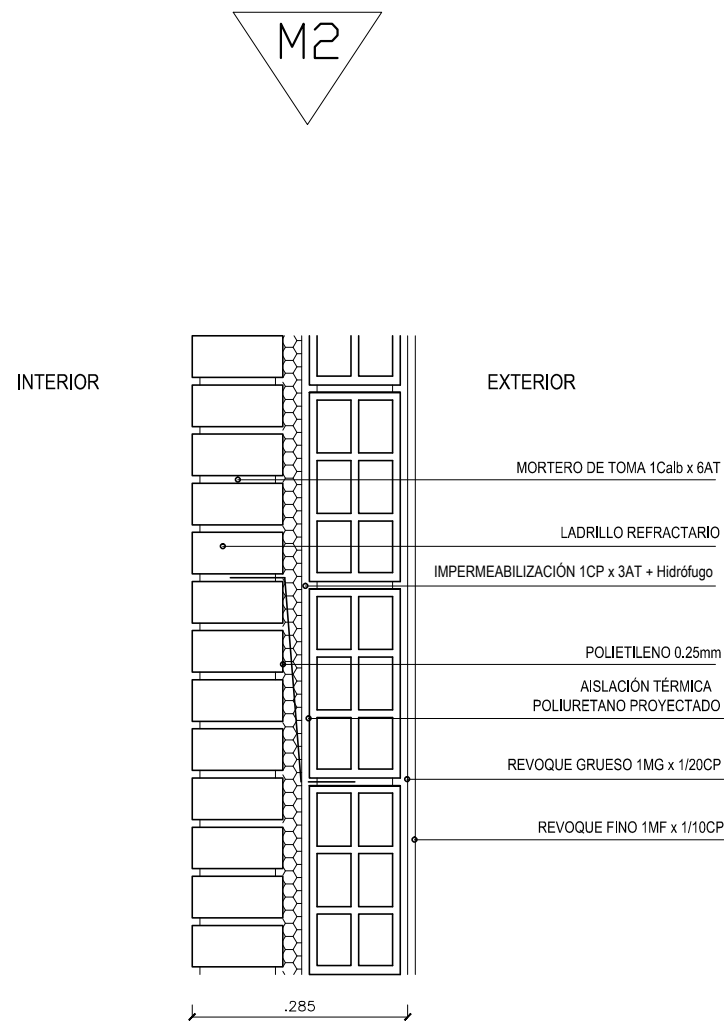 M2
INTERIOR
EXTERIOR
MORTERO DE TOMA 1Calb x 6AT
LADRILLO REFRACTARIO
IMPERMEABILIZACIÓN 1CP x 3AT + Hidrófugo
POLIETILENO 0.25mm
AISLACIÓN TÉRMICA
POLIURETANO PROYECTADO
REVOQUE GRUESO 1MG x 1/20CP
REVOQUE FINO 1MF x 1/10CP
.285